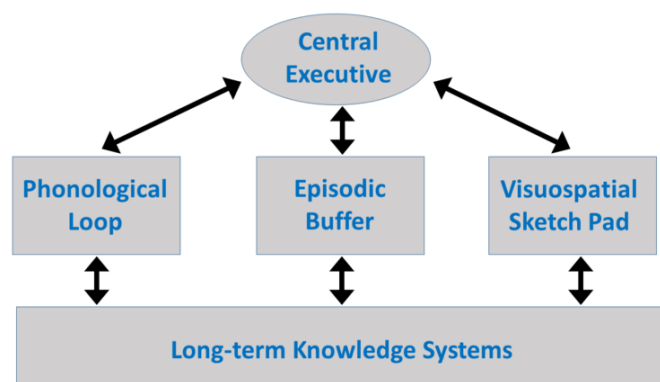 Central
Executive
Phonological
Loop
Episodic
Buffer
Visuospatial
Sketch Pad
Long-term Knowledge Systems